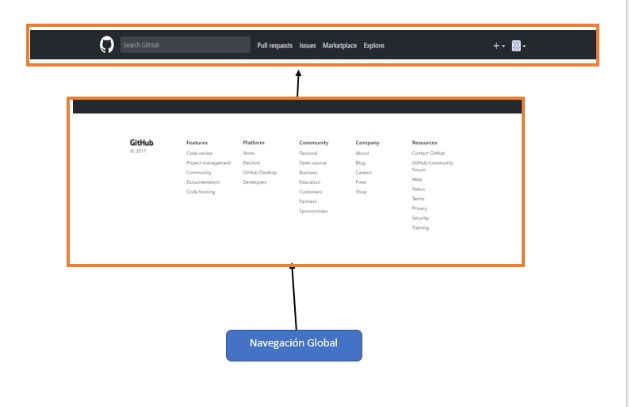 Search GitHub Pull requests Issues Marketplace Explore
GitHub
© 2017
Features
Code review
Project management
Community
Documentation
Code hosting
Platform
Atom
Electron
GitHub Desktop
Developers
Community
Personal
Open source
Business
Education
Customers
Partners
Sponsorships
Company
About
Blog
Careers
Press
Shop
Resources
Contact GitHub
GitHub Community
Forum
Help
Status
Terms
Privacy
Security
Training
Navegación Global